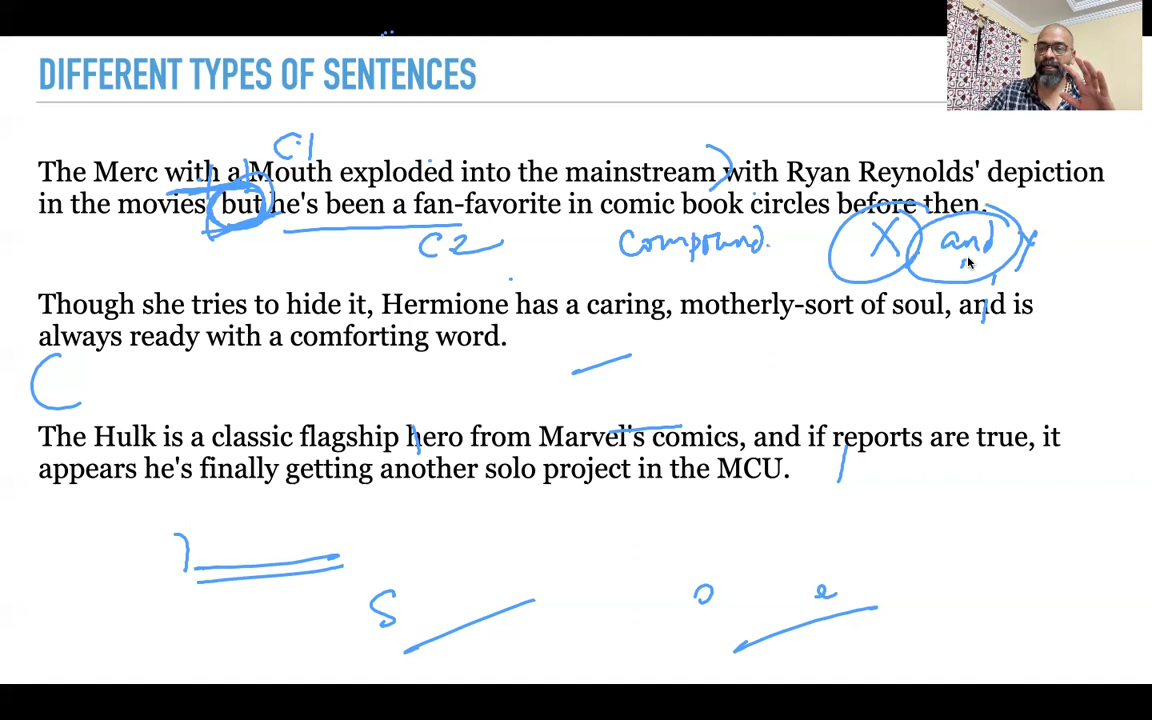 DIFFERENT TYPES OF SENTENCES
C1
The Merc with a Mouth exploded into the mainstream with Ryan Reynolds' depiction
in the movies but he's been a fan-favorite in comic book circles before then.
C2 Compound. X and y
Though she tries to hide it, Hermione has a caring, motherly-sort of soul, and is
always ready with a comforting word.
C
The Hulk is a classic flagship hero from Marvel's comics, and if reports are true, it
appears he's finally getting another solo project in the MCU.
S o e